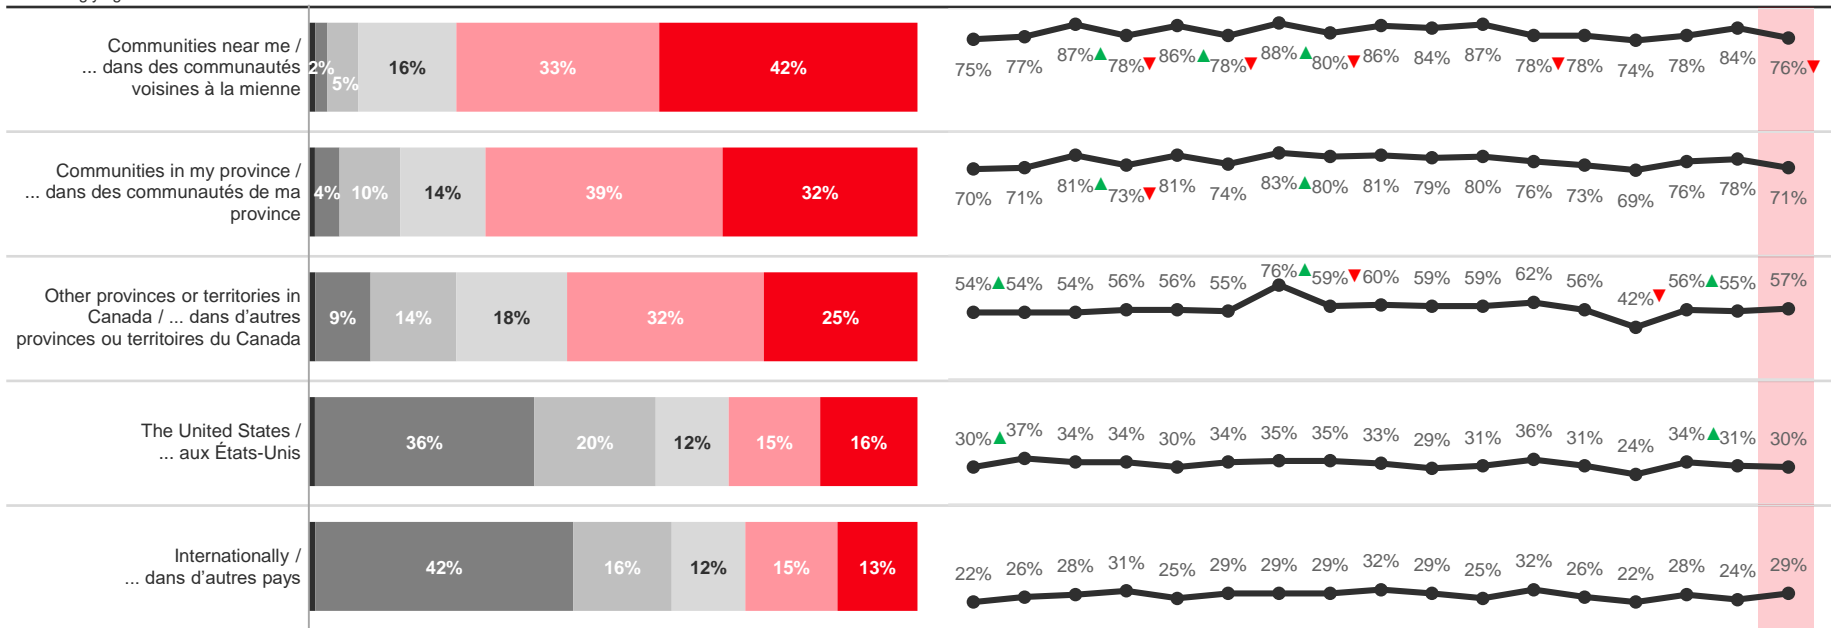 Communities near me /
... dans des communautés
voisines à la mienne
2%
5%
16%
33%
42%
75% 77% 87% ▲ 78% ▼ 86% ▲ 78% ▼ 88% ▲ 80% ▼ 86% 84% 87% 78% ▼ 78% 74% 78% 84% 76% ▼
Communities in my province /
... dans des communautés de ma
province
4% 10% 14% 39% 32%
70% 71% 81% ▲ 73% ▼ 81% 74% 83% ▲ 80% 81% 79% 80% 76% 73% 69% 76% 78% 71%
Other provinces or territories in
Canada / ... dans d'autres
provinces ou territoires du Canada
9% 14% 18% 32% 25%
54% ▲ 54% 54% 56% 56% 55% 76% ▲ 59% ▼ 60% 59% 59% 62% 56% 42% ▼ 56% ▲ 55% 57%
The United States /
... aux États-Unis
36% 20% 12% 15% 16%
30% ▲ 37% 34% 34% 30% 34% 35% 35% 33% 29% 31% 36% 31% 24% 34% ▲ 31% 30%
Internationally /
... dans d'autres pays
42% 16% 12% 15% 13%
22% 26% 28% 31% 25% 29% 29% 29% 32% 29% 25% 32% 26% 22% 28% 24% 29%